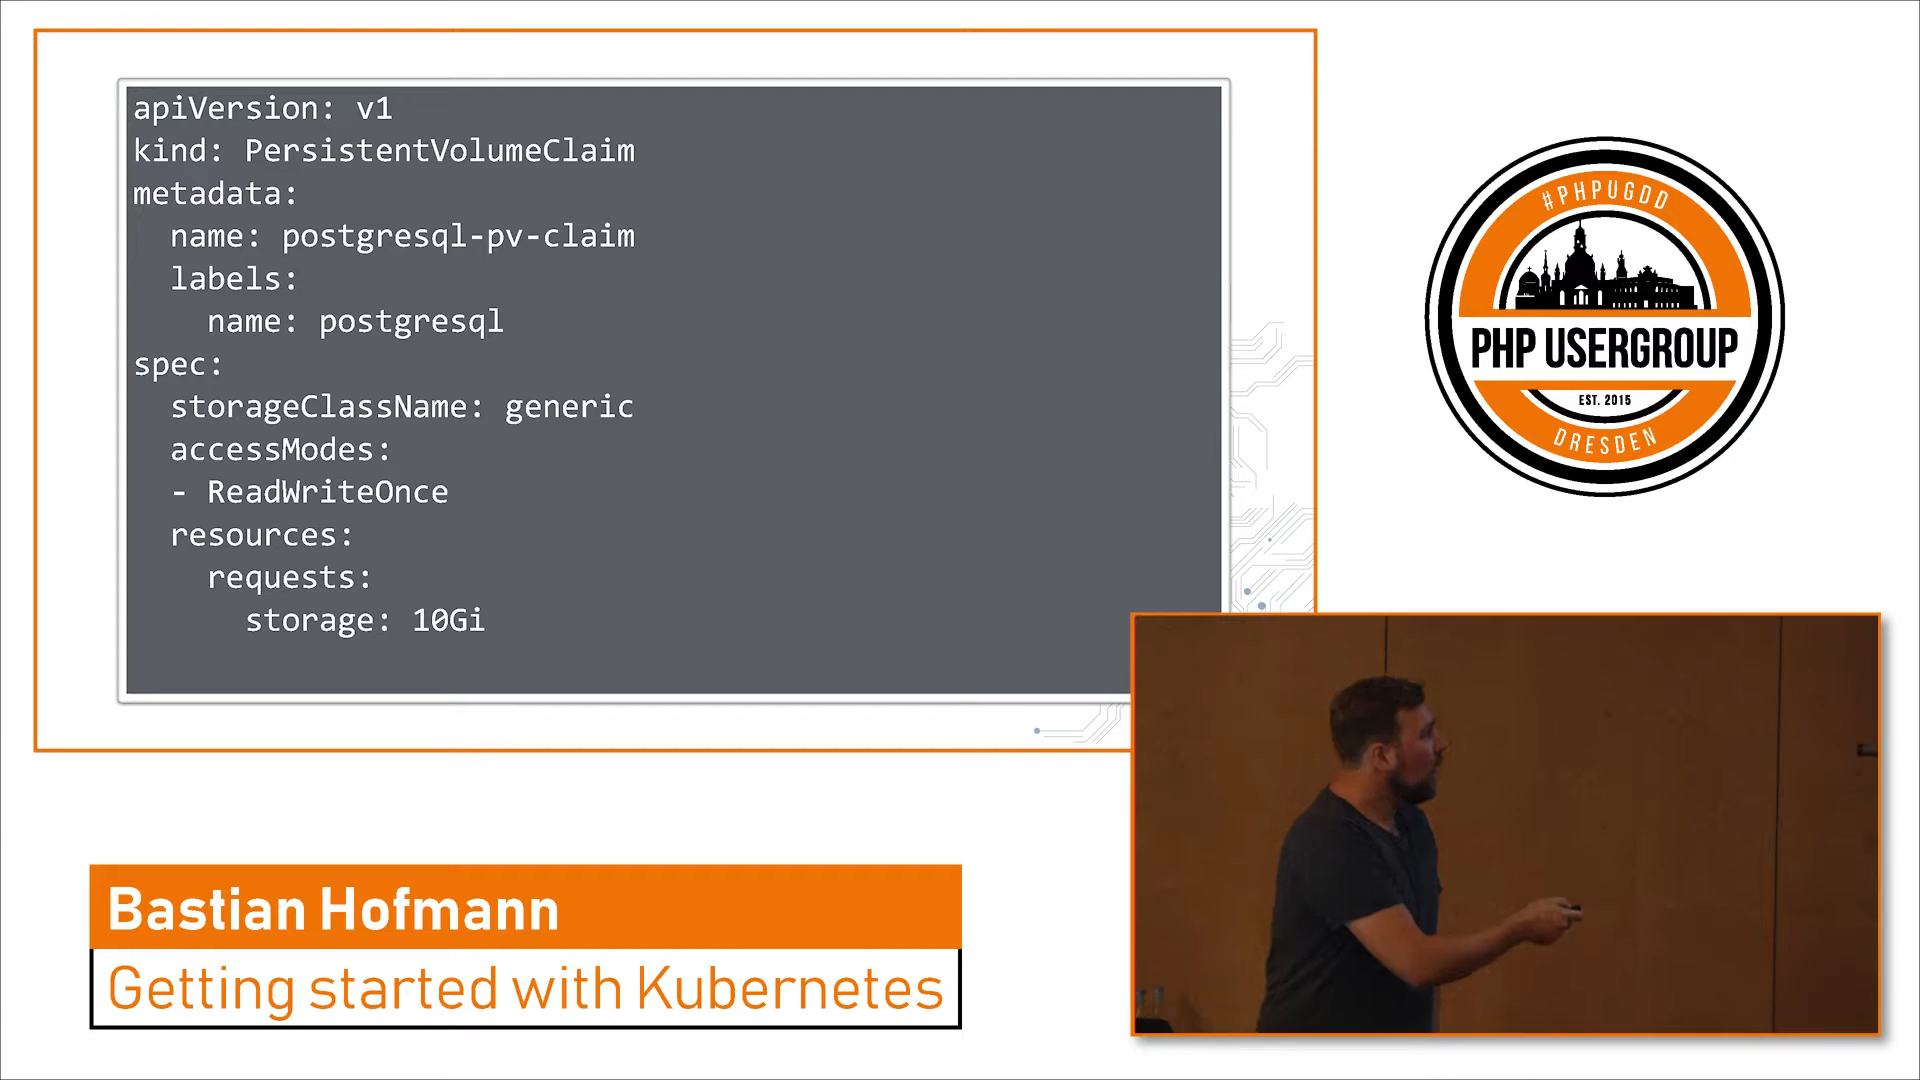 apiVersion: v1
kind: PersistentVolumeClaim
metadata:
  name: postgresql-pv-claim
  labels:
    name: postgresql
spec:
  storageClassName: generic
  accessModes:
  - ReadWriteOnce
  resources:
    requests:
      storage: 10Gi
#PHPUGDD
PHP USERGROUP
EST. 2015
DRESDEN
Bastian Hofmann
Getting started with Kubernetes